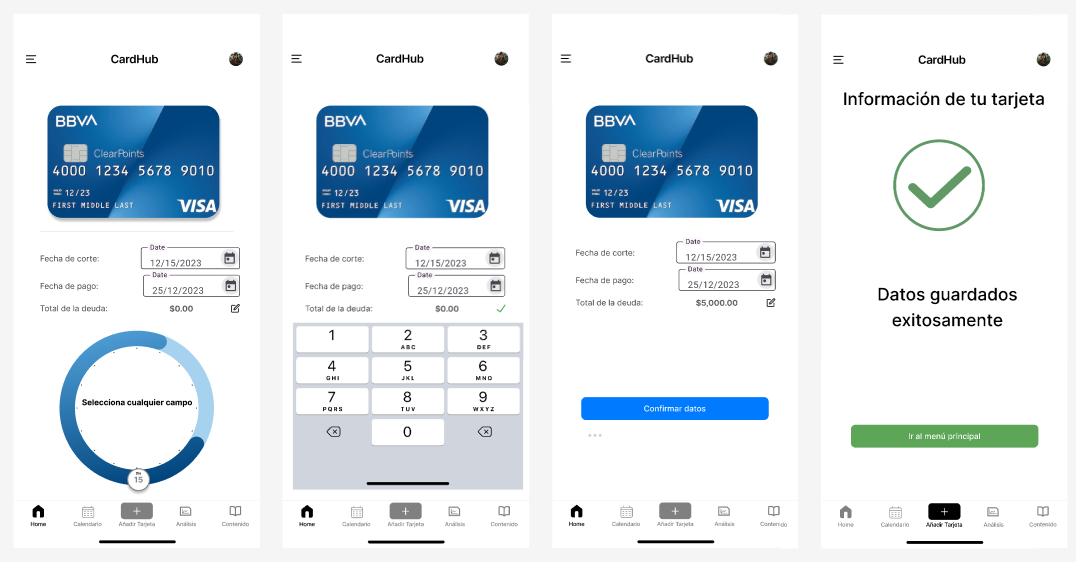 CardHub
BBVA
ClearPoints
4000 1234 5678 9010
12/23
FIRST MIDDLE LAST
VISA
Fecha de corte:
Date
12/15/2023
Fecha de pago:
Date
25/12/2023
Total de la deuda:
$0.00
Selecciona cualquier campo
15
Home
Calendario
Añadir Tarjeta
Análisis
Contenido
CardHub
BBVA
ClearPoints
4000 1234 5678 9010
12/23
FIRST MIDDLE LAST
VISA
Fecha de corte:
Date
12/15/2023
Fecha de pago:
Date
25/12/2023
Total de la deuda:
$0.00
1
2
ABC
3
DEF
4
GHI
5
JKL
6
MNO
7
PQRS
8
TUV
9
WXYZ
0
Home
Calendario
Añadir Tarjeta
Análisis
Contenido
CardHub
BBVA
ClearPoints
4000 1234 5678 9010
12/23
FIRST MIDDLE LAST
VISA
Fecha de corte:
Date
12/15/2023
Fecha de pago:
Date
25/12/2023
Total de la deuda:
$5,000.00
Confirmar datos
Home
Calendario
Añadir Tarjeta
Análisis
Contenido
CardHub
Información de tu tarjeta
Datos guardados
exitosamente
Ir al menú principal
Home
Calendario
Añadir Tarjeta
Análisis
Contenido